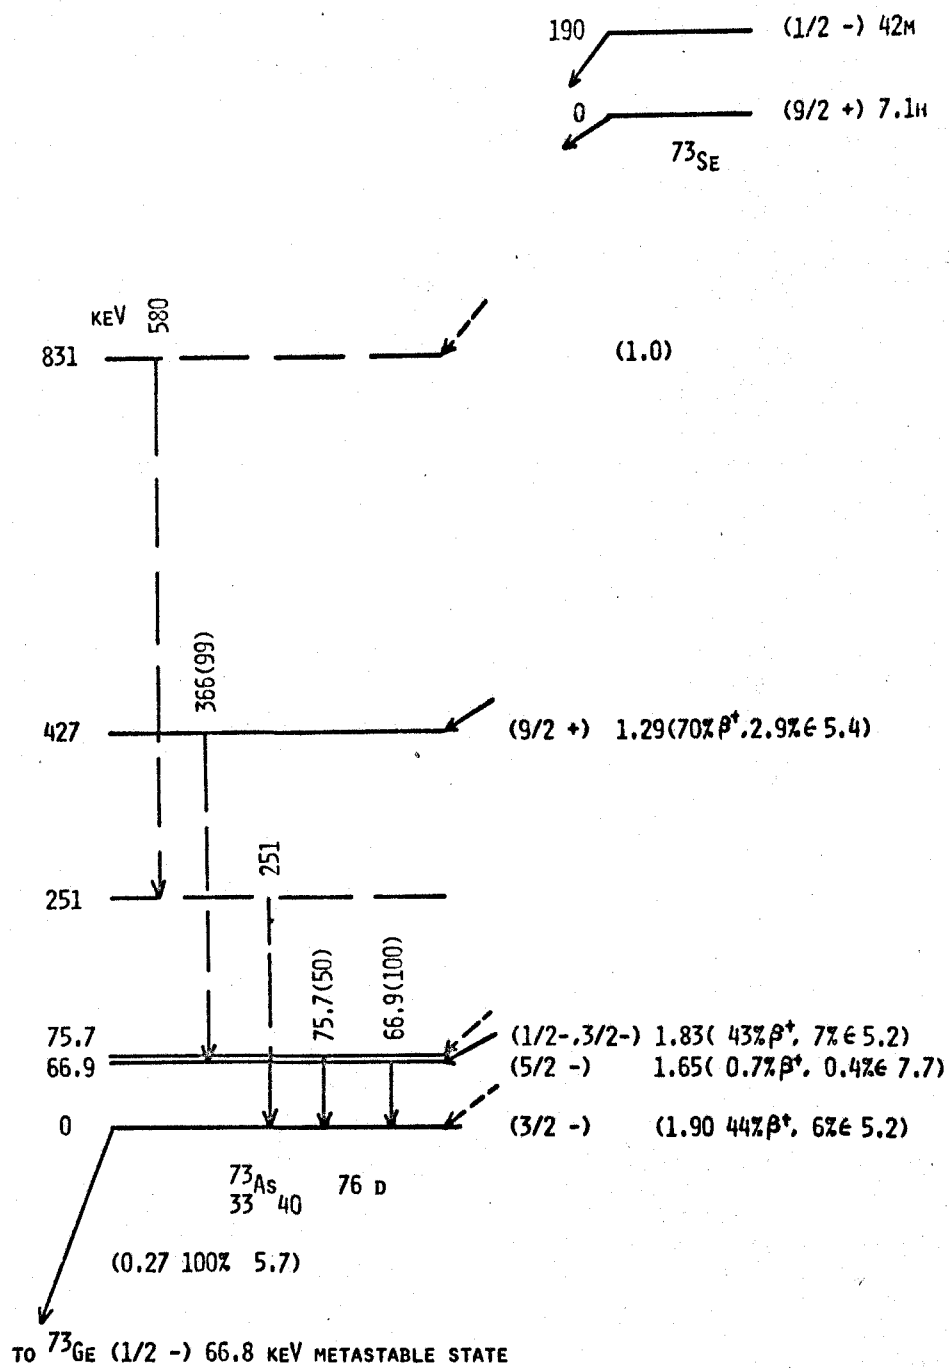 190 (1/2 -) 42M
0 (9/2 +) 7.1H
73SE
KEV 580
831 (1.0)
366(99)
427 (9/2 +) 1.29(70%β+,2.9%ϵ 5.4)
251
251
75.7(50) 66.9(100)
75.7 (1/2-,3/2-) 1.83( 43%β+, 7%ϵ 5.2)
66.9 (5/2 -) 1.65( 0.7%β+, 0.4%ϵ 7.7)
0 (3/2 -) (1.90 44%β+, 6%ϵ 5.2)
73AS 76 D
33 40
(0.27 100% 5.7)
TO 73GE (1/2 -) 66.8 KEV METASTABLE STATE